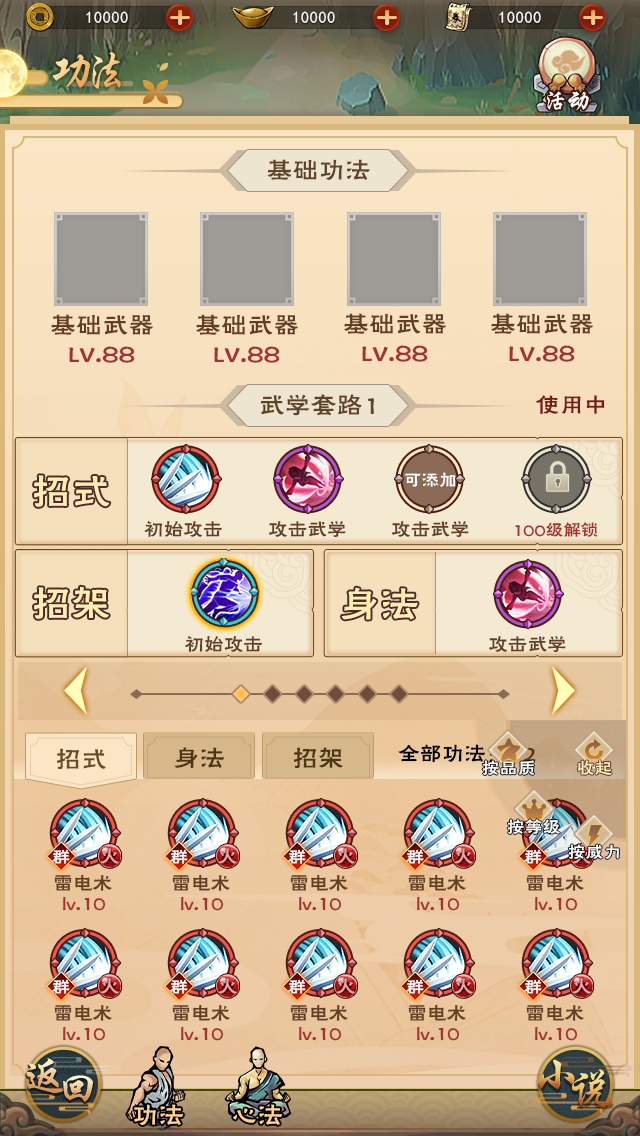 10000 10000 10000
功法
活动
基础功法
基础武器 基础武器 基础武器 基础武器
LV.88 LV.88 LV.88 LV.88
武学套路1 使用中
招式
可添加
初始攻击 攻击武学 攻击武学 100级解锁
招架 身法
初始攻击 攻击武学
招式 身法 招架 全部功法 2
按品质 收起
按等级 按威力
群 火 群 火 群 火 群 火 群
雷电术 雷电术 雷电术 雷电术 雷电术
lv.10 lv.10 lv.10 lv.10 lv.10
群 火 群 火 群 火 群 火 群 火
雷电术 雷电术 雷电术 雷电术 雷电术
lv.10 lv.10 lv.10 lv.10 lv.10
返回 功法 心法 小说